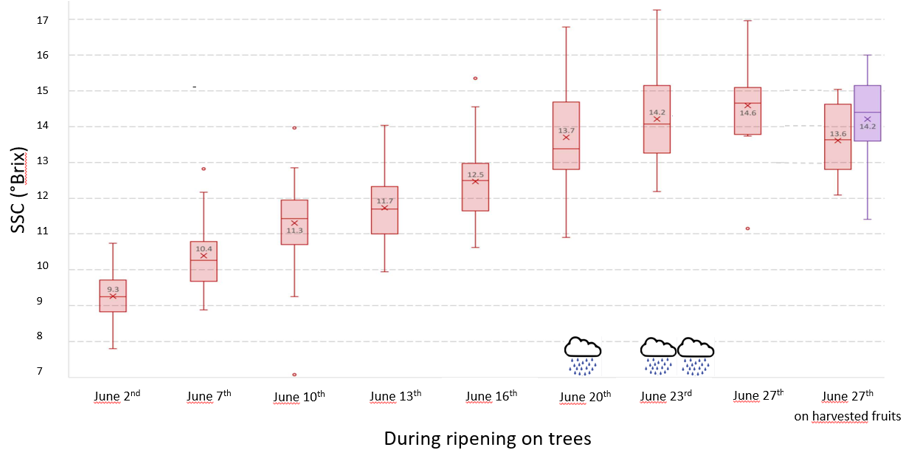 SSC (°Brix)
17
16
15
14
13
12
11
10
9
8
7
9.3
10.4
11.3
11.7
12.5
13.7
14.2
14.6
13.6
14.2
June 2nd
June 7th
June 10th
June 13th
June 16th
June 20th
June 23rd
June 27th
June 27th
on harvested fruits
During ripening on trees